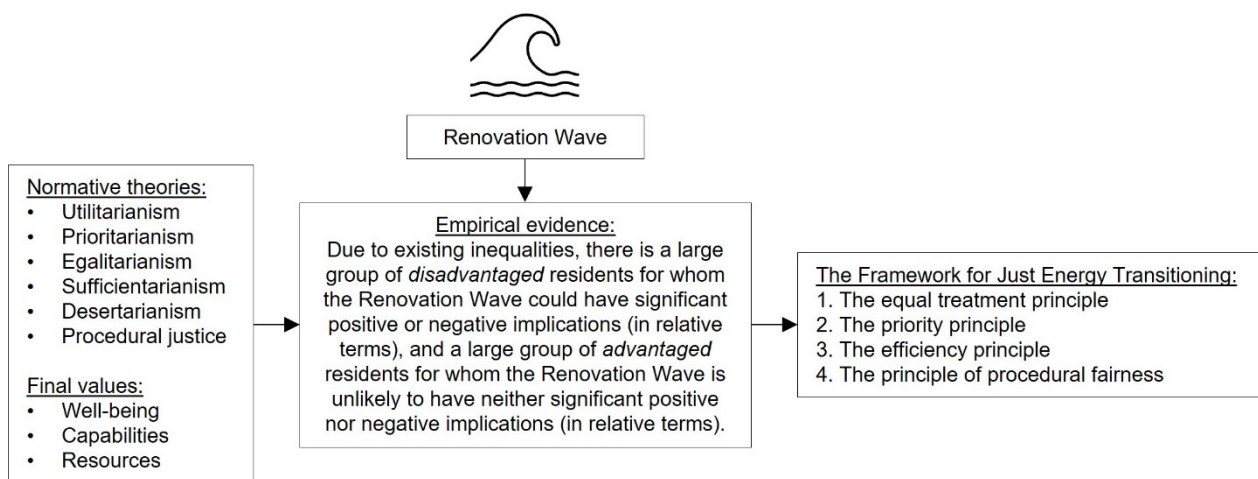 Renovation Wave
Normative theories:
• Utilitarianism
• Prioritarianism
• Egalitarianism
• Sufficientarianism
• Desertarianism
• Procedural justice
Final values:
• Well-being
• Capabilities
• Resources
Empirical evidence:
Due to existing inequalities, there is a large
group of disadvantaged residents for whom
the Renovation Wave could have significant
positive or negative implications (in relative
terms), and a large group of advantaged
residents for whom the Renovation Wave is
unlikely to have neither significant positive
nor negative implications (in relative terms).
The Framework for Just Energy Transitioning:
1. The equal treatment principle
2. The priority principle
3. The efficiency principle
4. The principle of procedural fairness